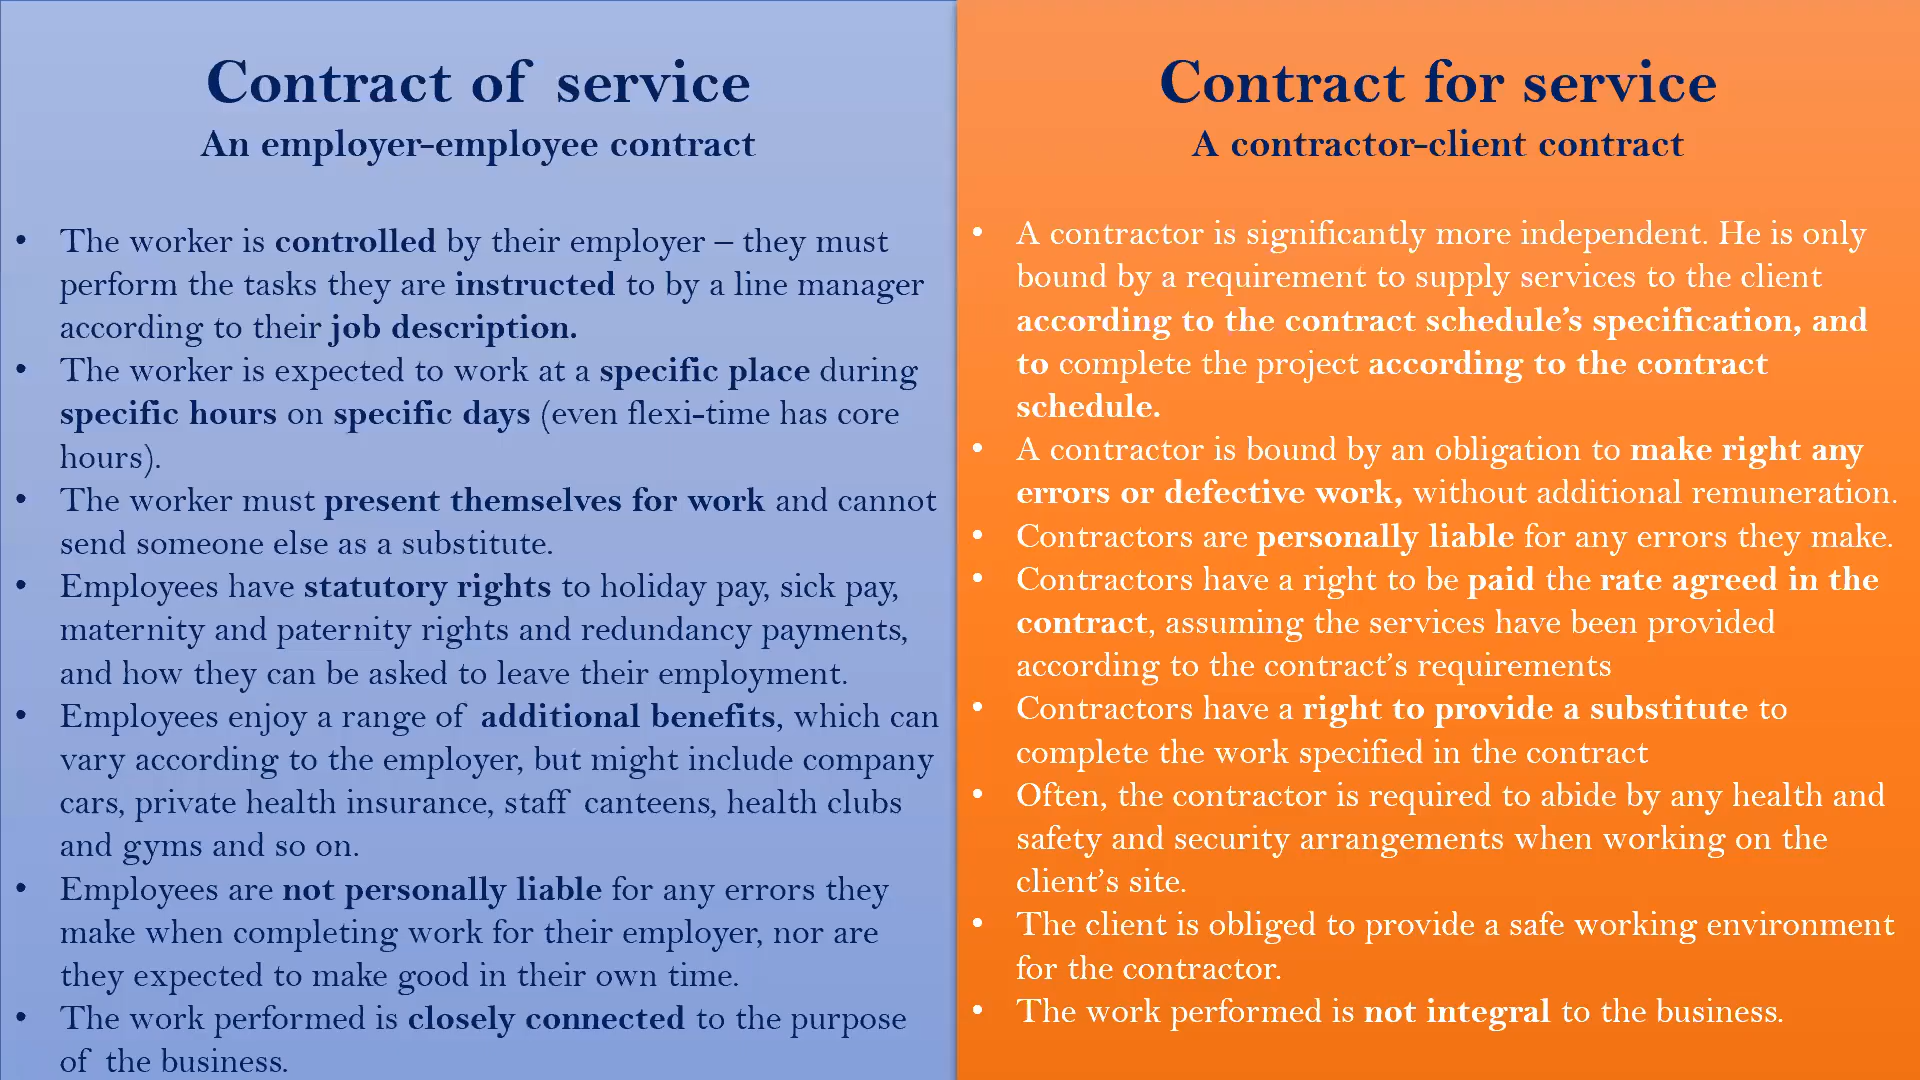 Contract of service
An employer-employee contract
• The worker is controlled by their employer – they must
perform the tasks they are instructed to by a line manager
according to their job description.
• The worker is expected to work at a specific place during
specific hours on specific days (even flexi-time has core
hours).
• The worker must present themselves for work and cannot
send someone else as a substitute.
• Employees have statutory rights to holiday pay, sick pay,
maternity and paternity rights and redundancy payments,
and how they can be asked to leave their employment.
• Employees enjoy a range of additional benefits, which can
vary according to the employer, but might include company
cars, private health insurance, staff canteens, health clubs
and gyms and so on.
• Employees are not personally liable for any errors they
make when completing work for their employer, nor are
they expected to make good in their own time.
• The work performed is closely connected to the purpose
of the business.
Contract for service
A contractor-client contract
• A contractor is significantly more independent. He is only
bound by a requirement to supply services to the client
according to the contract schedule’s specification, and
to complete the project according to the contract
schedule.
• A contractor is bound by an obligation to make right any
errors or defective work, without additional remuneration.
• Contractors are personally liable for any errors they make.
• Contractors have a right to be paid the rate agreed in the
contract, assuming the services have been provided
according to the contract’s requirements
• Contractors have a right to provide a substitute to
complete the work specified in the contract
• Often, the contractor is required to abide by any health and
safety and security arrangements when working on the
client’s site.
• The client is obliged to provide a safe working environment
for the contractor.
• The work performed is not integral to the business.